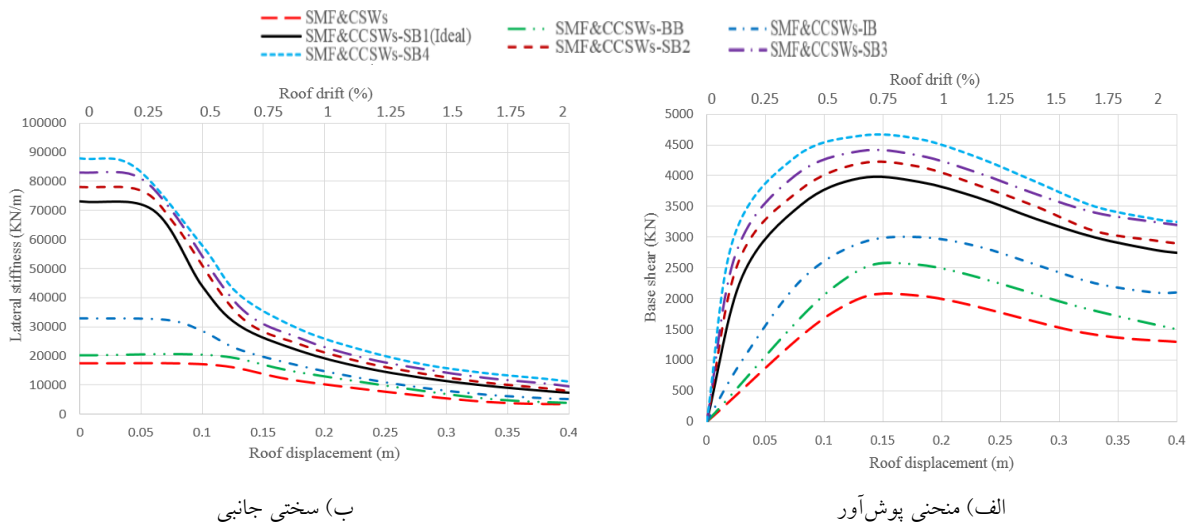 SMF&CSWs
SMF&CCSWs-SB1(Ideal)
SMF&CCSWs-SB4
SMF&CCSWs-BB
SMF&CCSWs-SB2
SMF&CCSWs-IB
SMF&CCSWs-SB3
Roof drift (%)
0 0.25 0.5 0.75 1 1.25 1.5 1.75 2
Lateral stiffness (KN/m)
100000
90000
80000
70000
60000
50000
40000
30000
20000
10000
0
0 0.05 0.1 0.15 0.2 0.25 0.3 0.35 0.4
Roof displacement (m)
ب) سختی جانبی
Roof drift (%)
0 0.25 0.5 0.75 1 1.25 1.5 1.75 2
Base shear (KN)
5000
4500
4000
3500
3000
2500
2000
1500
1000
500
0
0 0.05 0.1 0.15 0.2 0.25 0.3 0.35 0.4
Roof displacement (m)
الف) منحنی پوش‌آور